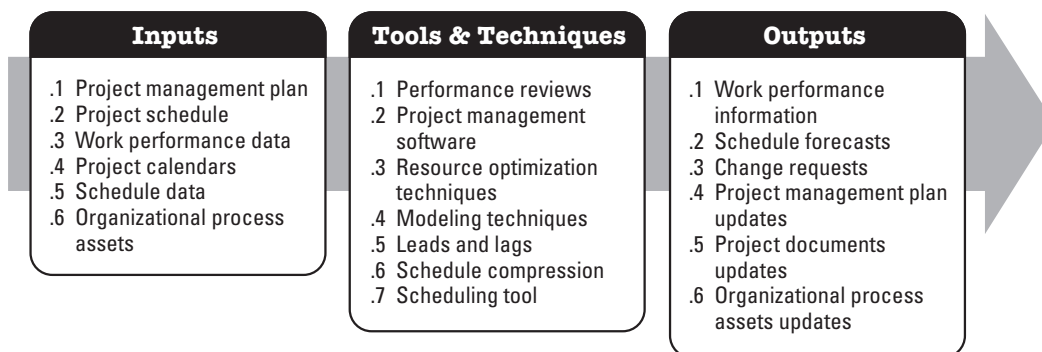 Inputs
.1 Project management plan
.2 Project schedule
.3 Work performance data
.4 Project calendars
.5 Schedule data
.6 Organizational process
assets
Tools & Techniques
.1 Performance reviews
.2 Project management
software
.3 Resource optimization
techniques
.4 Modeling techniques
.5 Leads and lags
.6 Schedule compression
.7 Scheduling tool
Outputs
.1 Work performance
information
.2 Schedule forecasts
.3 Change requests
.4 Project management plan
updates
.5 Project documents
updates
.6 Organizational process
assets updates